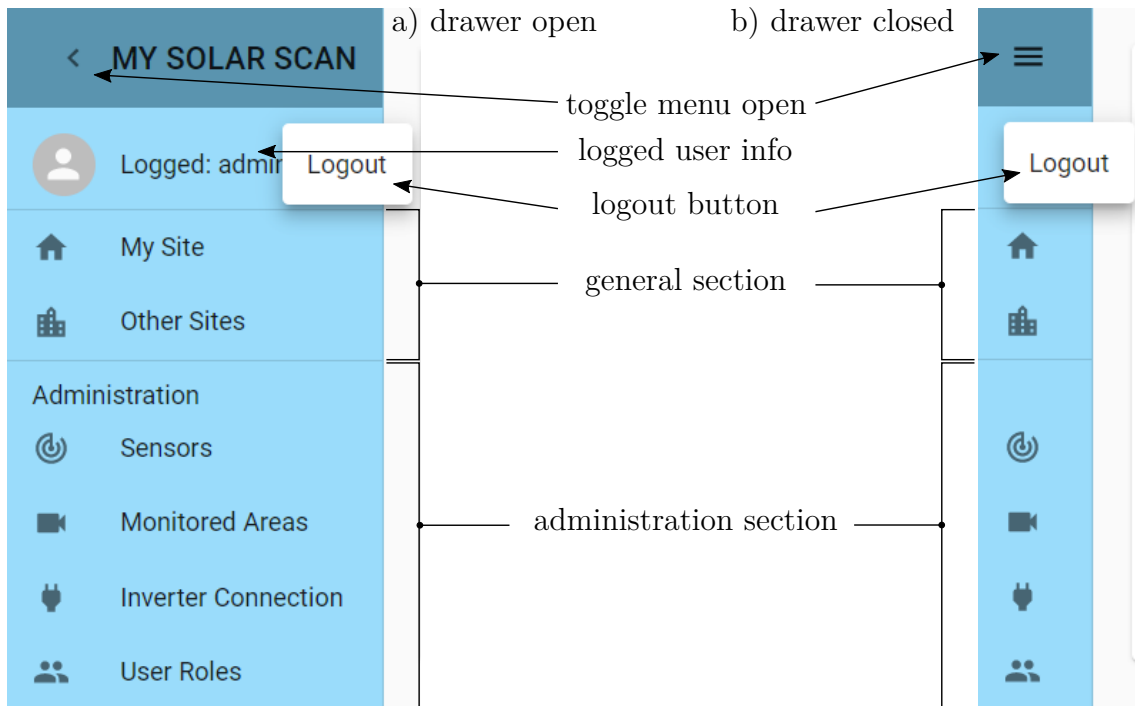 a) drawer open
b) drawer closed
MY SOLAR SCAN
toggle menu open
Logged: admin
Logout
logged user info
Logout
logout button
My Site
general section
Other Sites
Administration
Sensors
Monitored Areas
administration section
Inverter Connection
User Roles